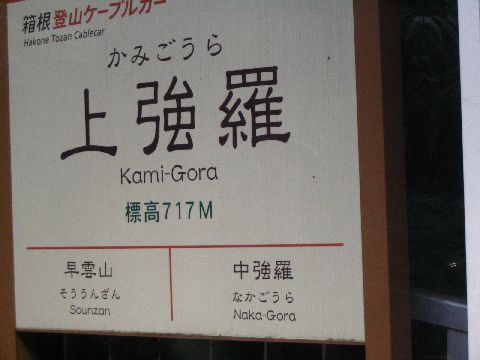 箱根登山ケーブルカー
Hakone Tozan Cablecar
かみごうら
上強羅
Kami-Gora
標高717M
早雲山
そううんざん
Sounzan
中強羅
なかごうら
Naka-Gora